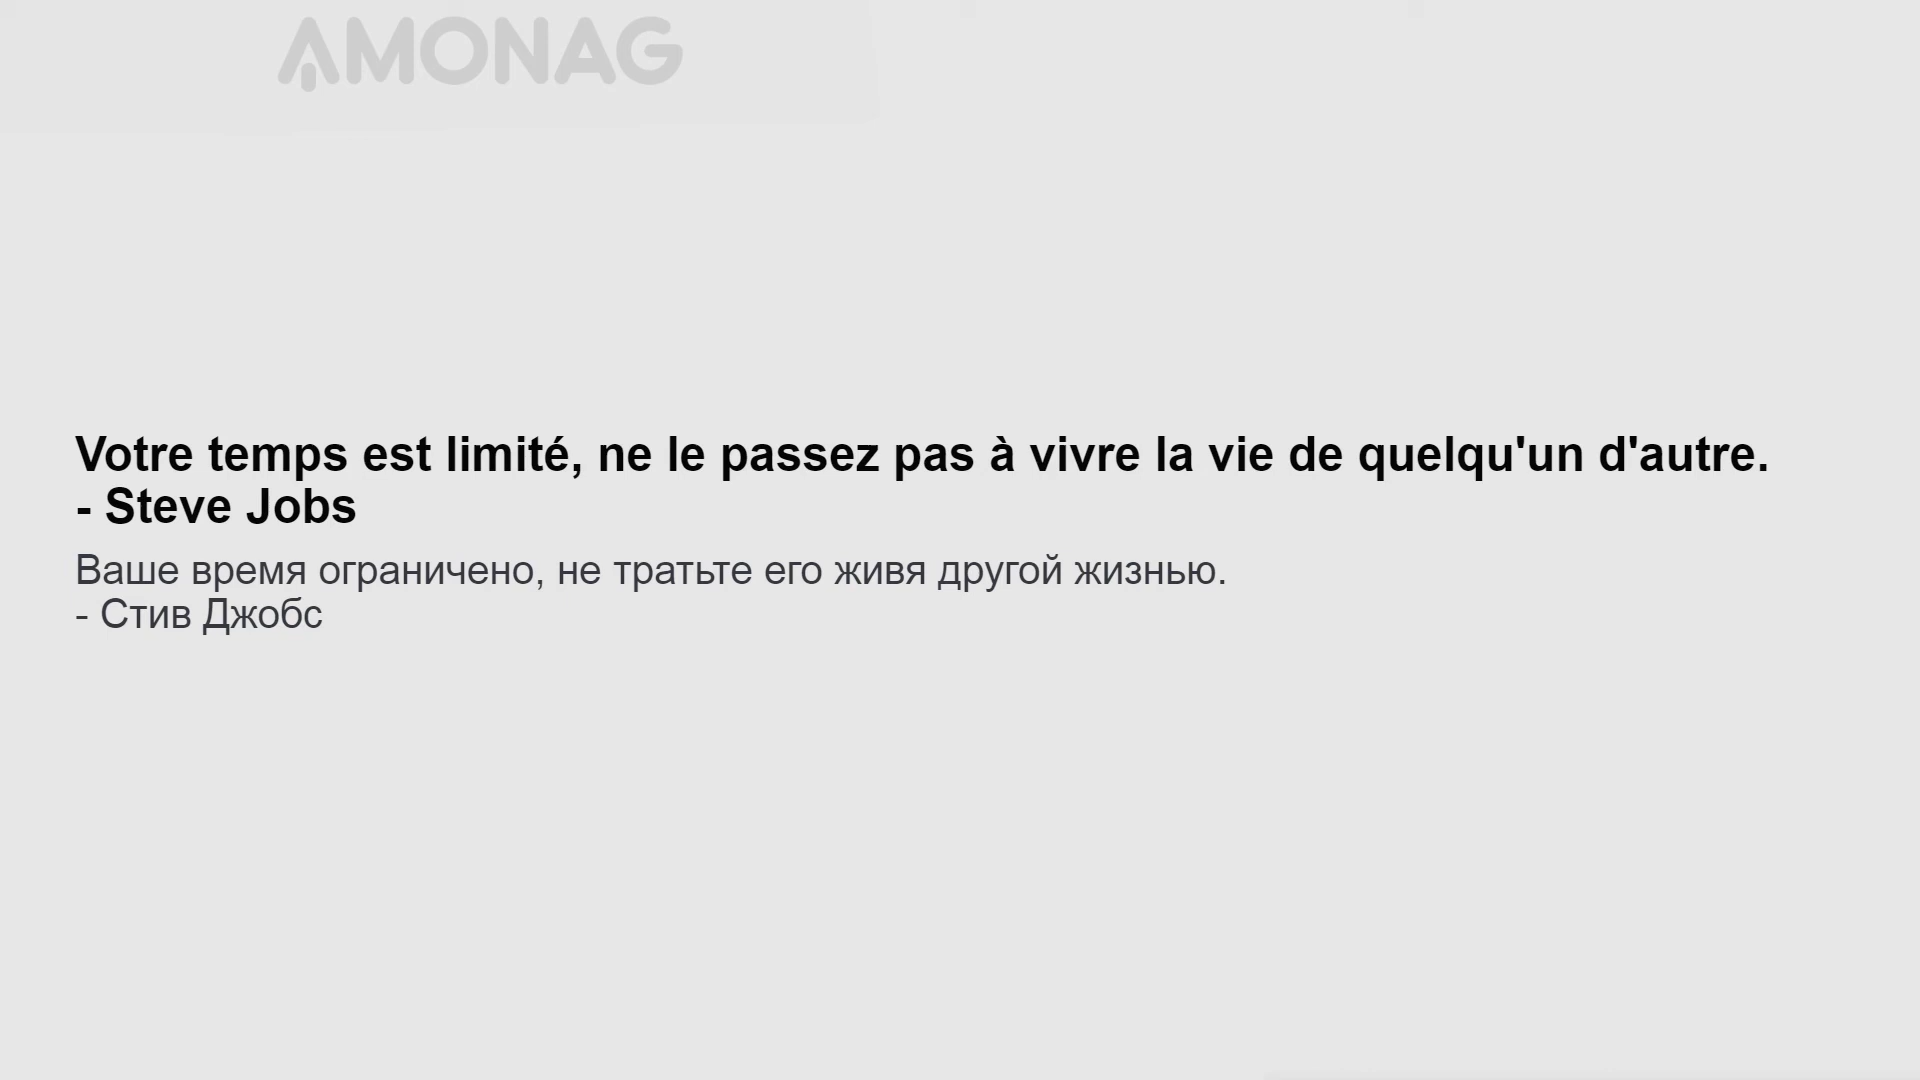 AMONAG
Votre temps est limité, ne le passez pas à vivre la vie de quelqu'un d'autre.
- Steve Jobs
Ваше время ограничено, не тратьте его живя другой жизнью.
- Стив Джобс